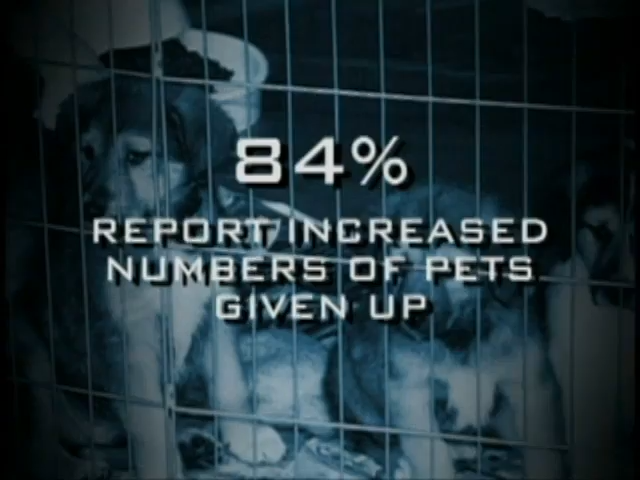 84%
REPORT INCREASED
NUMBERS OF PETS
GIVEN UP